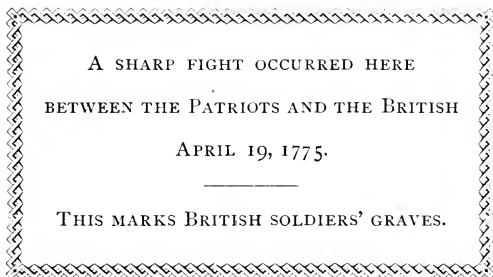 A SHARP FIGHT OCCURRED HERE
BETWEEN THE PATRIOTS AND THE BRITISH
APRIL 19, 1775.
THIS MARKS BRITISH SOLDIERS' GRAVES.